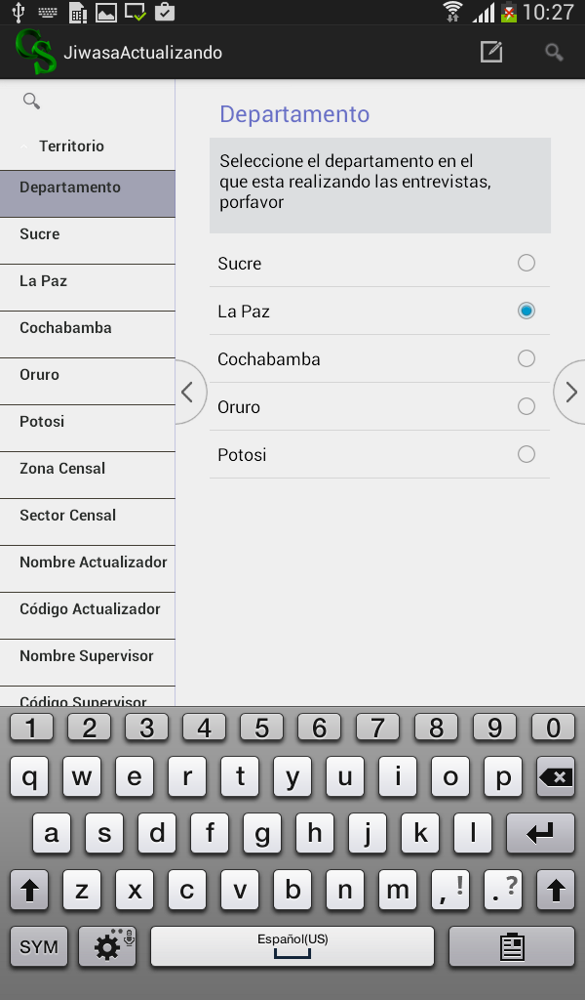 10:27
JiwasaActualizando
Territorio
Departamento
Sucre
La Paz
Cochabamba
Oruro
Potosi
Zona Censal
Sector Censal
Nombre Actualizador
Código Actualizador
Nombre Supervisor
Código Supervisor
Departamento
Seleccione el departamento en el
que esta realizando las entrevistas,
porfavor
Sucre
La Paz
Cochabamba
Oruro
Potosi
1 2 3 4 5 6 7 8 9 0
q w e r t y u i o p
a s d f g h j k l
z x c v b n m , ! . ?
SYM Español(US)